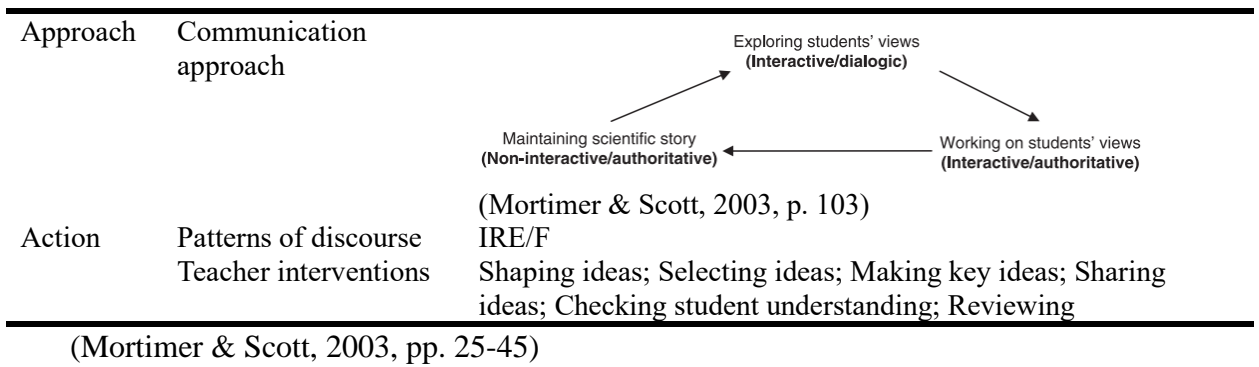 Approach Communication approach
Exploring students’ views
(Interactive/dialogic)
Maintaining scientific story
(Non-interactive/authoritative)
Working on students’ views
(Interactive/authoritative)
(Mortimer & Scott, 2003, p. 103)
Action Patterns of discourse IRE/F
Teacher interventions Shaping ideas; Selecting ideas; Making key ideas; Sharing
ideas; Checking student understanding; Reviewing
(Mortimer & Scott, 2003, pp. 25-45)